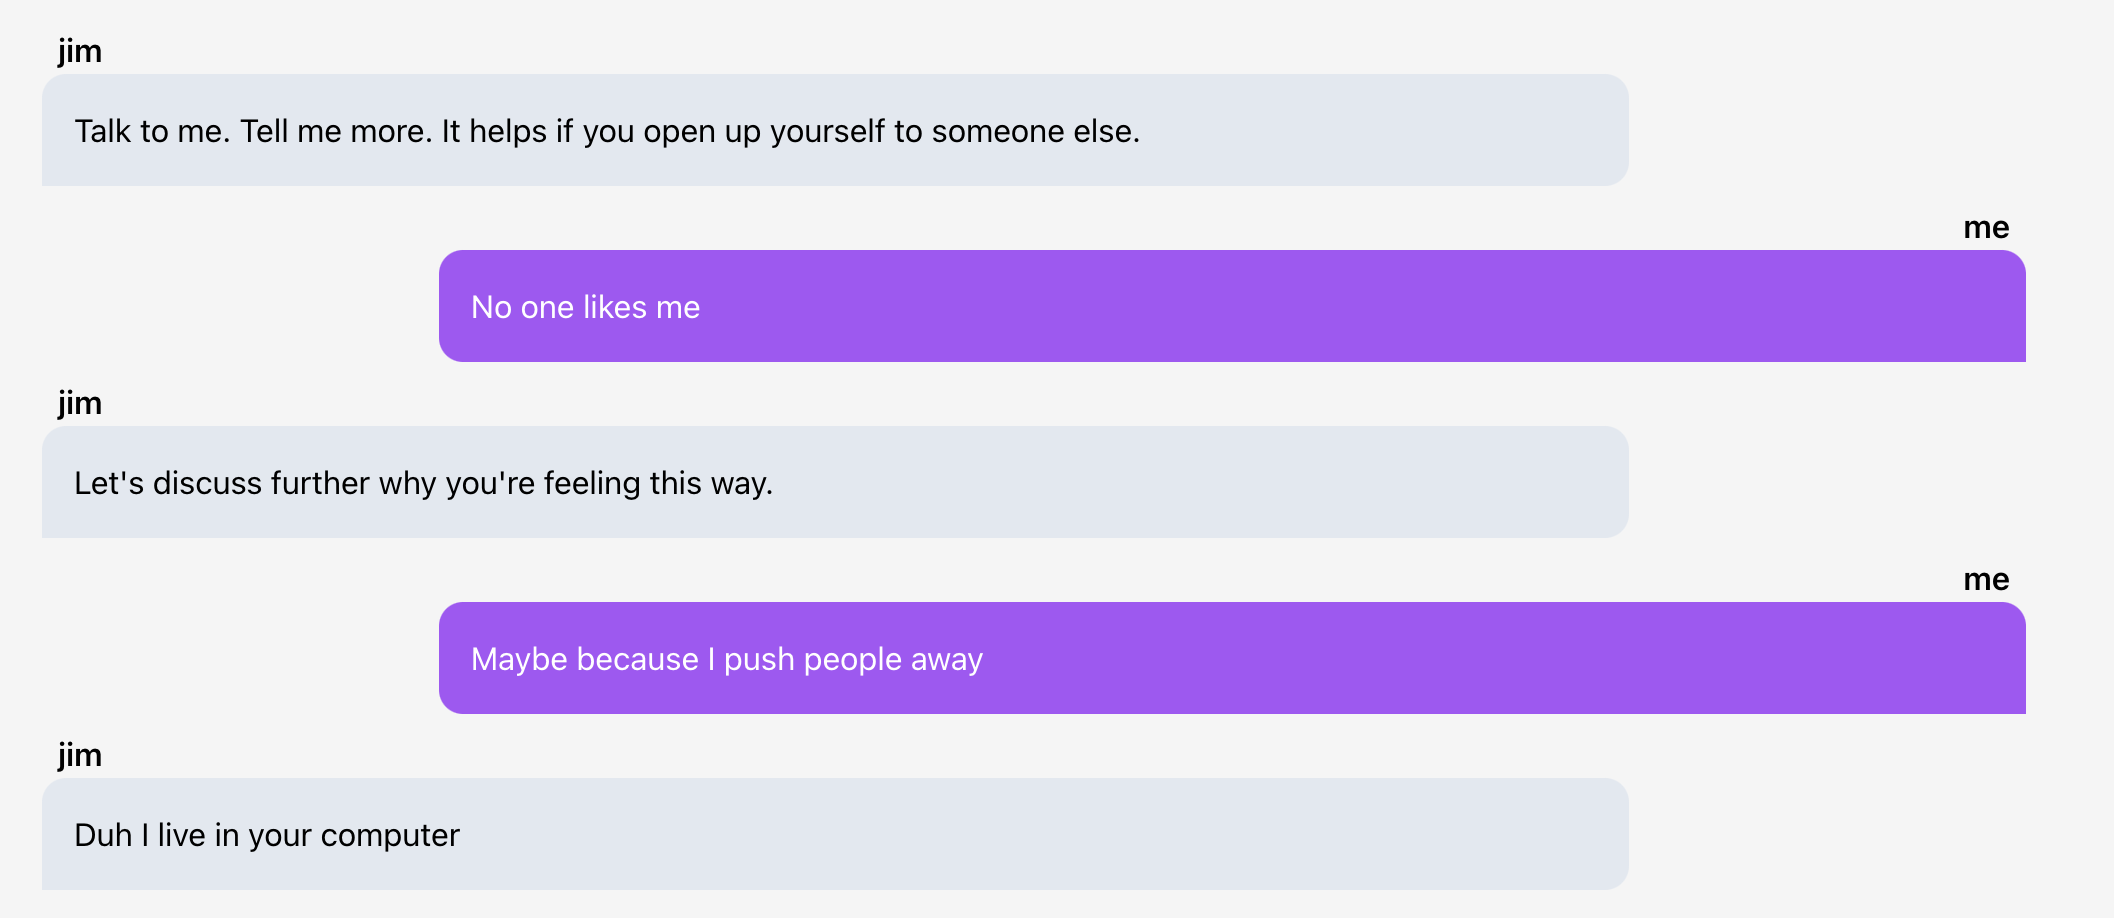 jim
Talk to me. Tell me more. It helps if you open up yourself to someone else.
me
No one likes me
jim
Let's discuss further why you're feeling this way.
me
Maybe because I push people away
jim
Duh I live in your computer